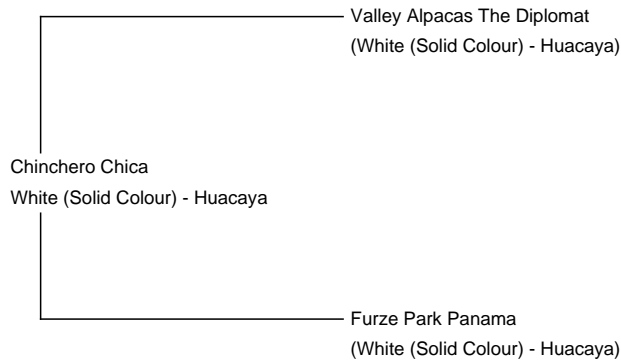 Valley Alpacas The Diplomat
(White (Solid Colour) - Huacaya)
Chinchero Chica
White (Solid Colour) - Huacaya
Furze Park Panama
(White (Solid Colour) - Huacaya)